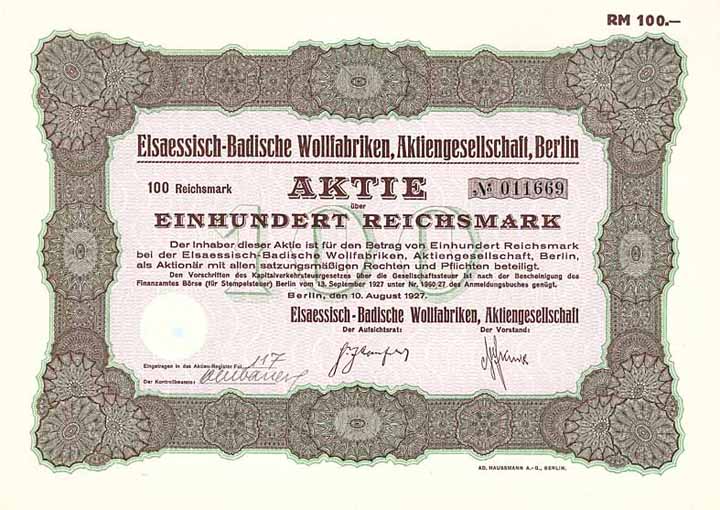 RM 100.—
Elsaessisch-Badische Wollfabriken, Aktiengesellschaft, Berlin
100 Reichsmark AKTIE № 011669
über
EINHUNDERT REICHSMARK
100
Der Inhaber dieser Aktie ist für den Betrag von Einhundert Reichsmark
bei der Elsaessisch-Badische Wollfabriken, Aktiengesellschaft, Berlin,
als Aktionär mit allen satzungsmäßigen Rechten und Pflichten beteiligt.
Den Vorschriften des Kapitalverkehrsteuergesetzes über die Gesellschaftssteuer ist nach der Bescheinigung des
Finanzamtes Börse (für Stempelsteuer) Berlin vom 13. September 1927 unter Nr. 1960/27 des Anmeldungsbuches genügt.
Berlin, den 10. August 1927.
Elsaessisch-Badische Wollfabriken, Aktiengesellschaft
Der Aufsichtsrat: Der Vorstand:
Eingetragen in das Aktien-Register Fol. 117
Der Kontrollbeamte:
AD. HAUSSMANN A.-G., BERLIN.